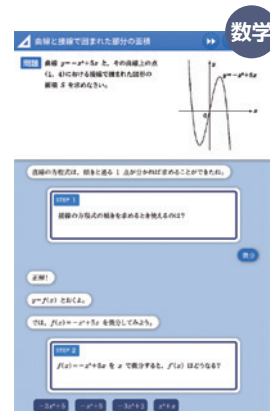 数学
曲線と接線で囲まれた部分の面積
問題 曲線 y=-x³+5x と、その曲線上の点
(1, 4)における接線で囲まれた図形の
面積 S を求めなさい。
y
y=-x³+5x
O
x
直線の方程式は、傾きと通る 1 点が分かれば求めることができたね。
STEP 1
接線の方程式の傾きを求めるとき使えるのは?
微分
正解!
y=f(x) とおくよ。
では、f(x)=-x³+5x を微分してみよう。
STEP 2
f(x)=-x³+5x を x で微分すると、f'(x) はどうなる?
-3x²+5
-x²+5